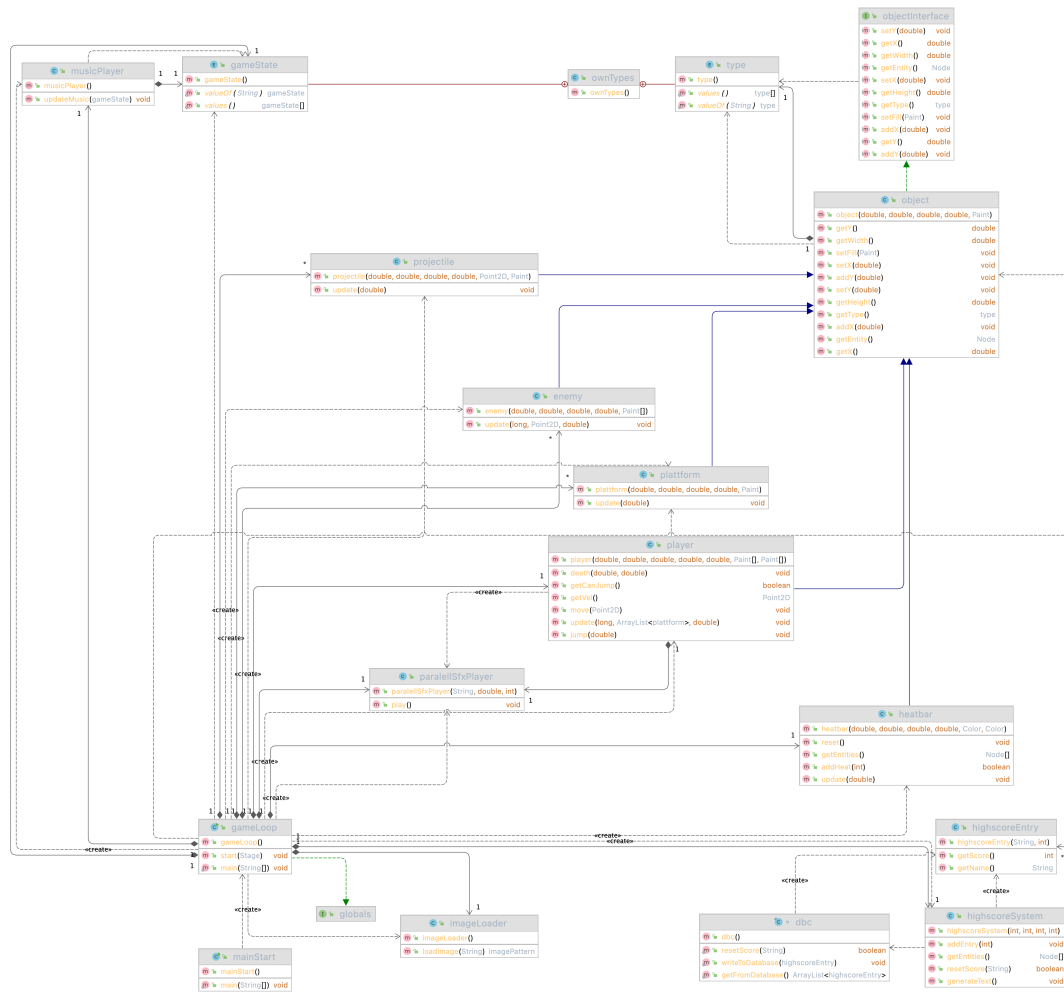 objectInterface
setY(double) void
getX() double
getWidth() double
getEntity() Node
setX(double) void
getHeight() double
getType() type
setFill(Paint) void
addX(double) void
getY() double
addY(double) void
musicPlayer
musicPlayer()
updateMusic(gameState) void
gameState
gameState()
valueOf(String) gameState
values() gameState[]
ownTypes
ownTypes()
type
type()
values() type[]
valueOf(String) type
object
object(double, double, double, double, Paint)
getY() double
getWidth() double
setFill(Paint) void
setX(double) void
addY(double) void
setY(double) void
getHeight() double
getType() type
addX(double) void
getEntity() Node
getX() double
projectile
projectile(double, double, double, double, Point2D, Paint)
update(double) void
enemy
enemy(double, double, double, double, Paint[])
update(long, Point2D, double) void
plattform
plattform(double, double, double, double, Paint)
update(double) void
player
player(double, double, double, double, double, Paint[], Paint[])
death(double, double) void
getCanJump() boolean
getVel() Point2D
move(Point2D) void
update(long, ArrayList<plattform>, double) void
jump(double) void
«create»
«create»
«create»
«create»
paralellSfxPlayer
paralellSfxPlayer(String, double, int)
play() void
heatbar
heatbar(double, double, double, double, Color, Color)
reset() void
getEntities() Node[]
addHeat(int) boolean
update(double) void
«create»
«create»
gameLoop
gameLoop()
start(Stage) void
main(String[]) void
«create»
«create»
«create»
highscoreEntry
highscoreEntry(String, int)
getScore() int
getName() String
«create»
«create»
«create»
globals
imageLoader
imageLoader()
loadImage(String) ImagePattern
mainStart
mainStart()
main(String[]) void
dbc
dbc()
resetScore(String) boolean
writeToDatabase(highscoreEntry) void
getFromDatabase() ArrayList<highscoreEntry>
highscoreSystem
highscoreSystem(int, int, int, int)
addEntry(int) void
getEntities() Node[]
resetScore(String) boolean
generateText() void